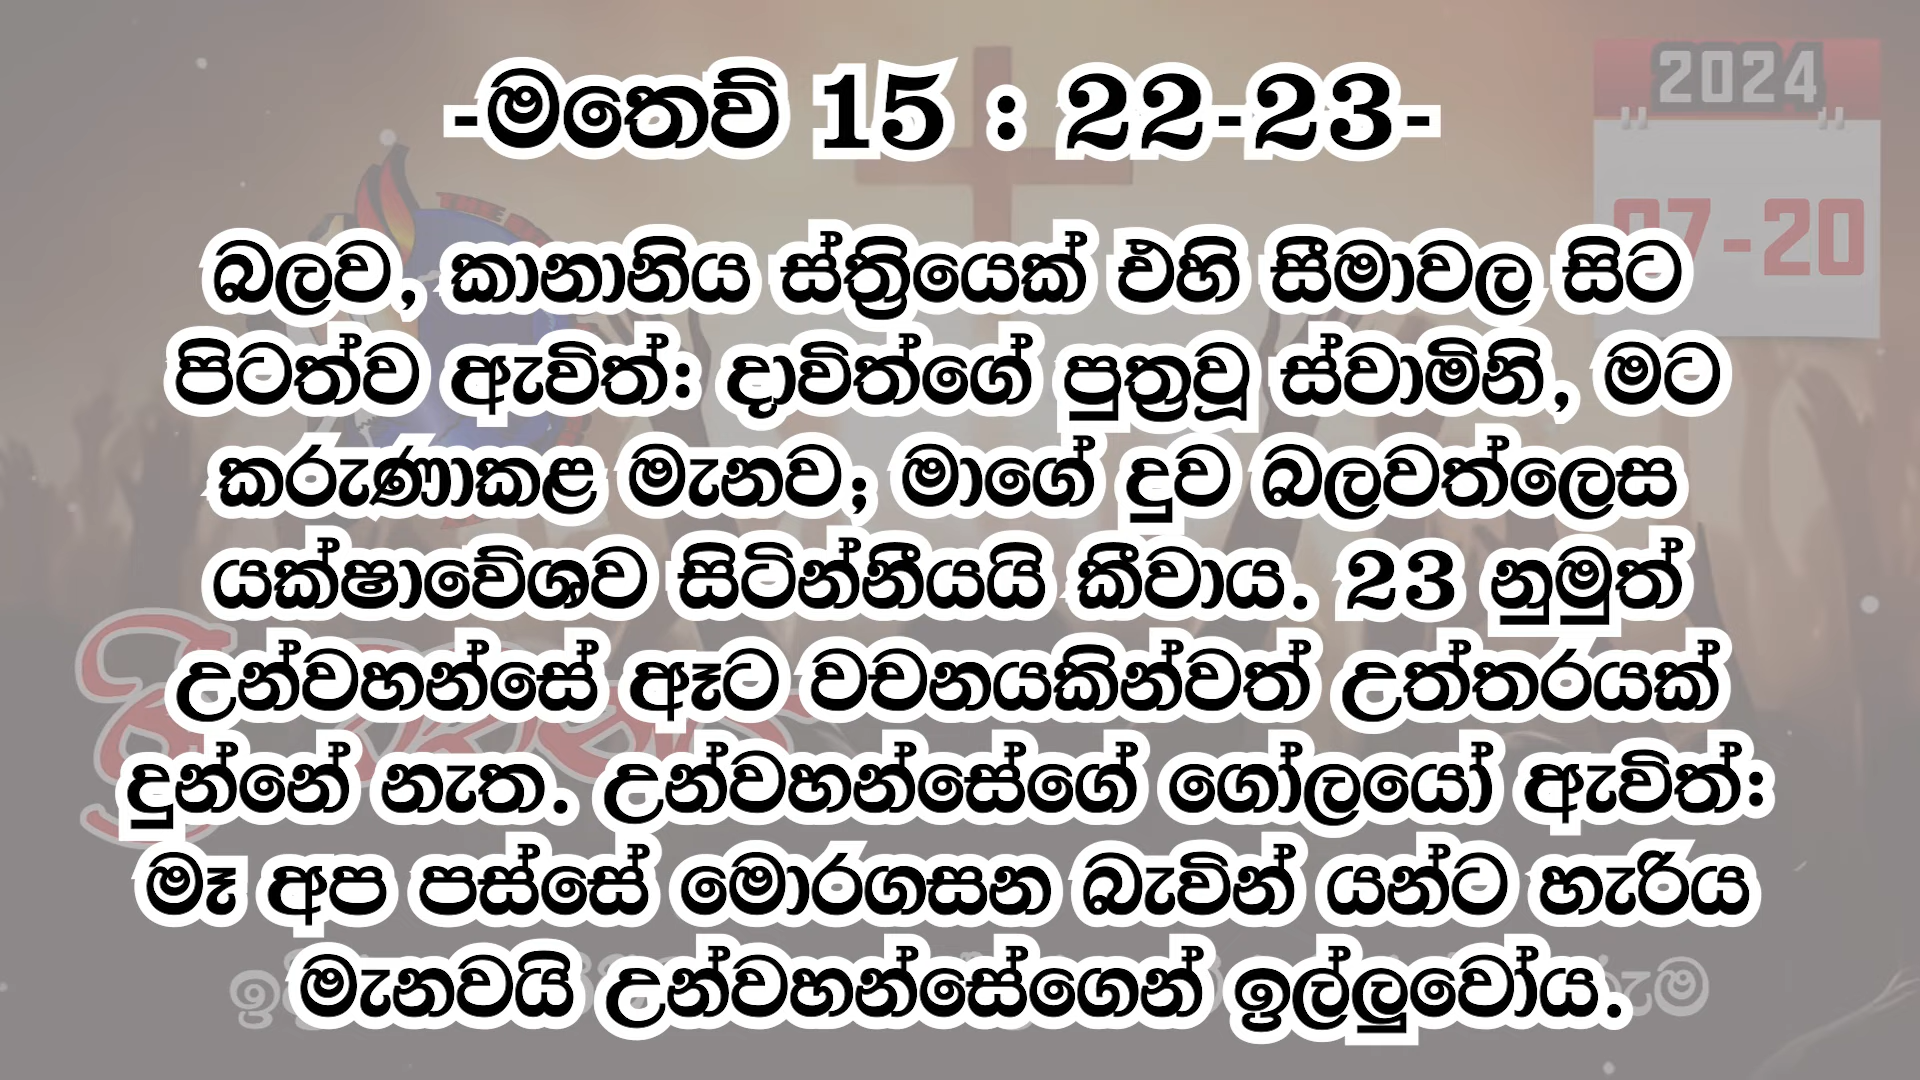 -මතෙව් 15 : 22-23-
2024
07-20
බලව, කානානිය ස්ත්‍රියෙක් එහි සීමාවල සිට
පිටත්ව ඇවිත්: දාවිත්ගේ පුත්‍රවූ ස්වාමිනි, මට
කරුණාකළ මැනව; මාගේ දුව බලවත්ලෙස
යක්ෂාවේශව සිටින්නීයයි කීවාය. 23 නුමුත්
උන්වහන්සේ ඈට වචනයකින්වත් උත්තරයක්
දුන්නේ නැත. උන්වහන්සේගේ ගෝලයෝ ඇවිත්:
මෑ අප පස්සේ මොරගසන බැවින් යන්ට හැරිය
මැනවයි උන්වහන්සේගෙන් ඉල්ලුවෝය.